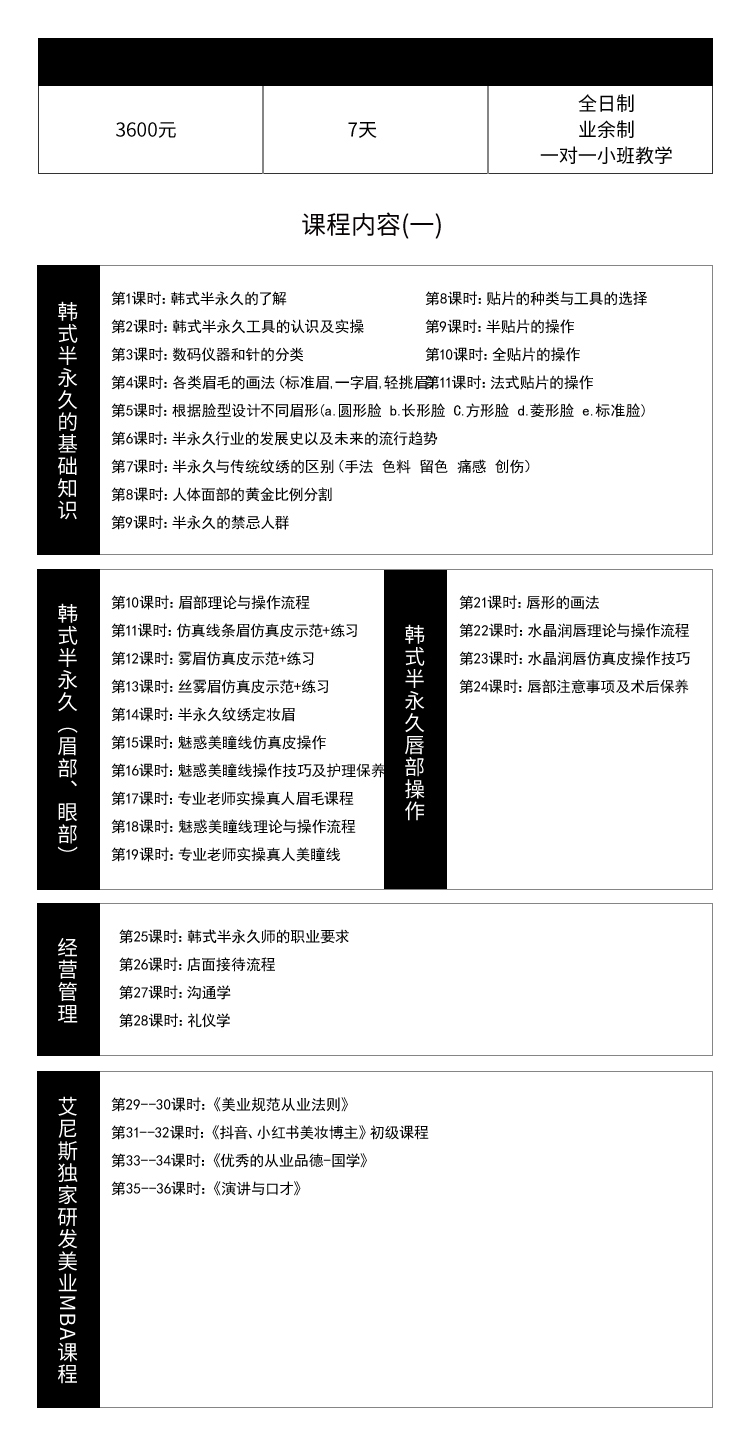 3600元
7天
全日制
业余制
一对一小班教学
课程内容(一)
韩式半永久的基础知识
第1课时: 韩式半永久的了解
第2课时: 韩式半永久工具的认识及实操
第3课时: 数码仪器和针的分类
第4课时: 各类眉毛的画法(标准眉,一字眉,轻挑眉)
第5课时: 根据脸型设计不同眉形(a.圆形脸 b.长形脸 C.方形脸 d.菱形脸 e.标准脸)
第6课时: 半永久行业的发展史以及未来的流行趋势
第7课时: 半永久与传统纹绣的区别(手法 色料 留色 痛感 创伤)
第8课时: 人体面部的黄金比例分割
第9课时: 半永久的禁忌人群
第8课时: 贴片的种类与工具的选择
第9课时: 半贴片的操作
第10课时: 全贴片的操作
第11课时: 法式贴片的操作
韩式半永久（眉部、眼部）
第10课时: 眉部理论与操作流程
第11课时: 仿真线条眉仿真皮示范+练习
第12课时: 雾眉仿真皮示范+练习
第13课时: 丝雾眉仿真皮示范+练习
第14课时: 半永久纹绣定妆眉
第15课时: 魅惑美瞳线仿真皮操作
第16课时: 魅惑美瞳线操作技巧及护理保养
第17课时: 专业老师实操真人眉毛课程
第18课时: 魅惑美瞳线理论与操作流程
第19课时: 专业老师实操真人美瞳线
韩式半永久唇部操作
第21课时: 唇形的画法
第22课时: 水晶润唇理论与操作流程
第23课时: 水晶润唇仿真皮操作技巧
第24课时: 唇部注意事项及术后保养
经营管理
第25课时: 韩式半永久师的职业要求
第26课时: 店面接待流程
第27课时: 沟通学
第28课时: 礼仪学
艾尼斯独家研发美业MBA课程
第29--30课时:《美业规范从业法则》
第31--32课时:《抖音、小红书美妆博主》初级课程
第33--34课时:《优秀的从业品德-国学》
第35--36课时:《演讲与口才》